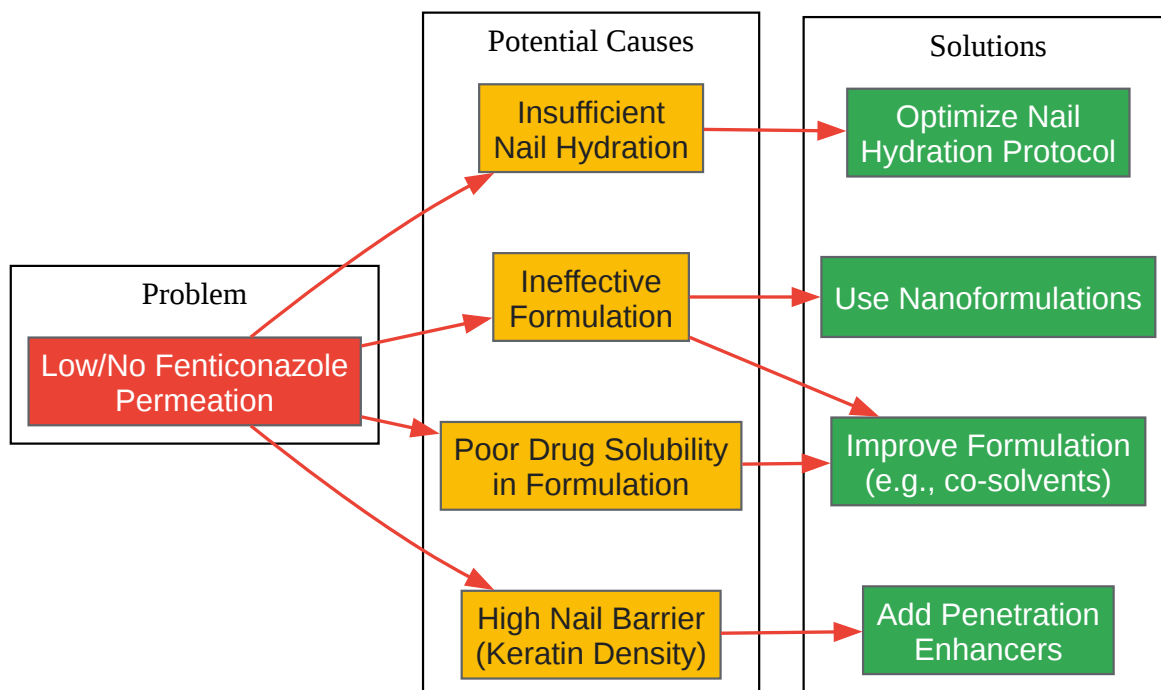 Problem
Low/No Fenticonazole
Permeation
Potential Causes
Insufficient
Nail Hydration
Ineffective
Formulation
Poor Drug Solubility
in Formulation
High Nail Barrier
(Keratin Density)
Solutions
Optimize Nail
Hydration Protocol
Use Nanoformulations
Improve Formulation
(e.g., co-solvents)
Add Penetration
Enhancers